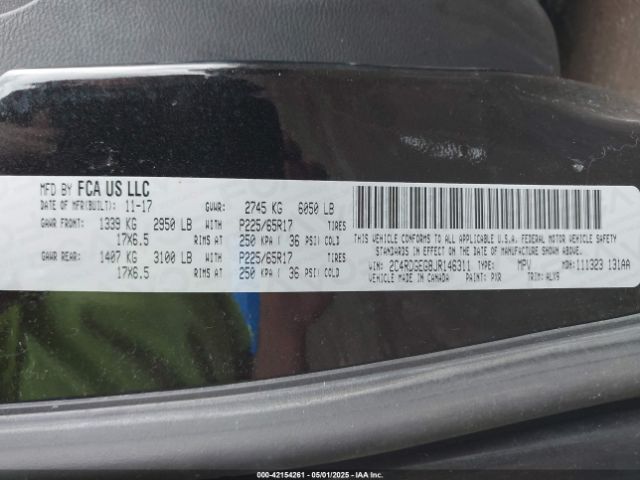 MFD BY FCA US LLC
DATE OF MFR(BUILT): 11-17 GVWR: 2745 KG 6050 LB
GAWR FRONT: 1339 KG 2950 LB WITH P225/65R17 TIRES
17X6.5 RIMS AT 250 KPA( 36 PSI) COLD
GAWR REAR: 1407 KG 3100 LB WITH P225/65R17 TIRES
17X6.5 RIMS AT 250 KPA( 36 PSI) COLD
THIS VEHICLE CONFORMS TO ALL APPLICABLE U.S.A. FEDERAL MOTOR VEHICLE SAFETY
STANDARDS IN EFFECT ON THE DATE OF MANUFACTURE SHOWN ABOVE.
VIN: 2C4RDGEG8JR146311 TYPE: MPV MDH: 111323 131AA
VEHICLE MADE IN CANADA PAINT: PXR TRIM: ALX9
000-42154261 - 05/01/2025 - IAA Inc.